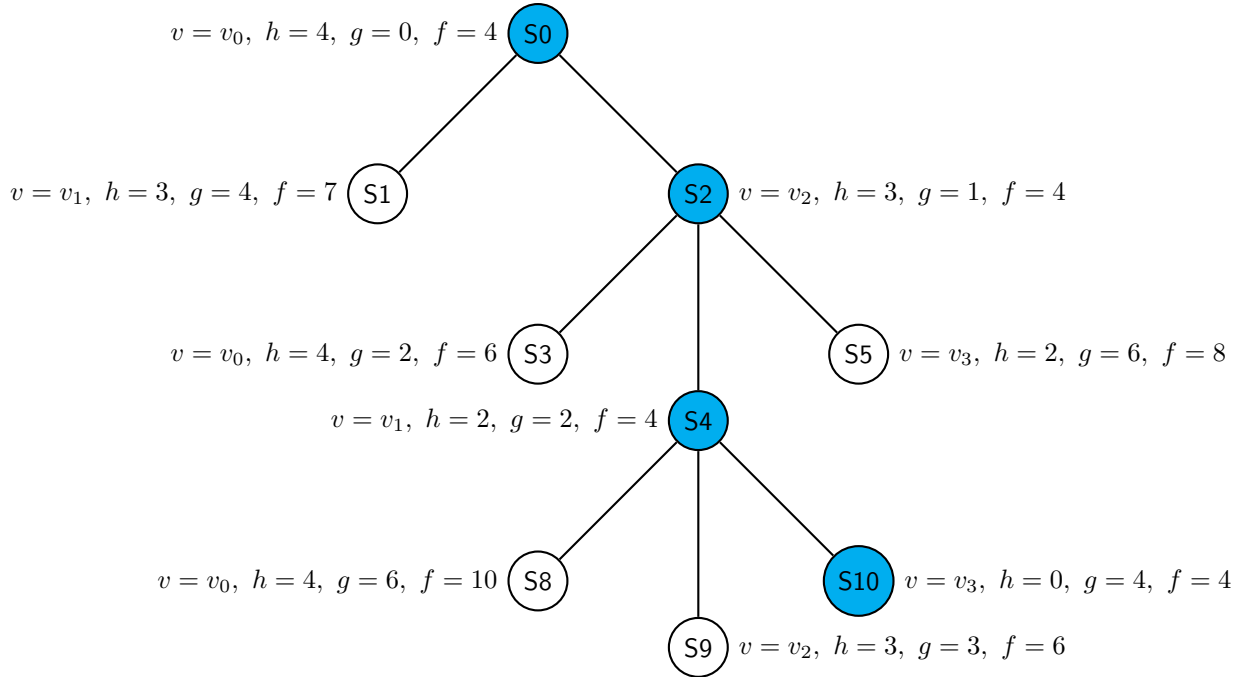 v = v₀, h = 4, g = 0, f = 4 S0
v = v₁, h = 3, g = 4, f = 7 S1 S2 v = v₂, h = 3, g = 1, f = 4
v = v₀, h = 4, g = 2, f = 6 S3 S5 v = v₃, h = 2, g = 6, f = 8
v = v₁, h = 2, g = 2, f = 4 S4
v = v₀, h = 4, g = 6, f = 10 S8 S10 v = v₃, h = 0, g = 4, f = 4
S9 v = v₂, h = 3, g = 3, f = 6